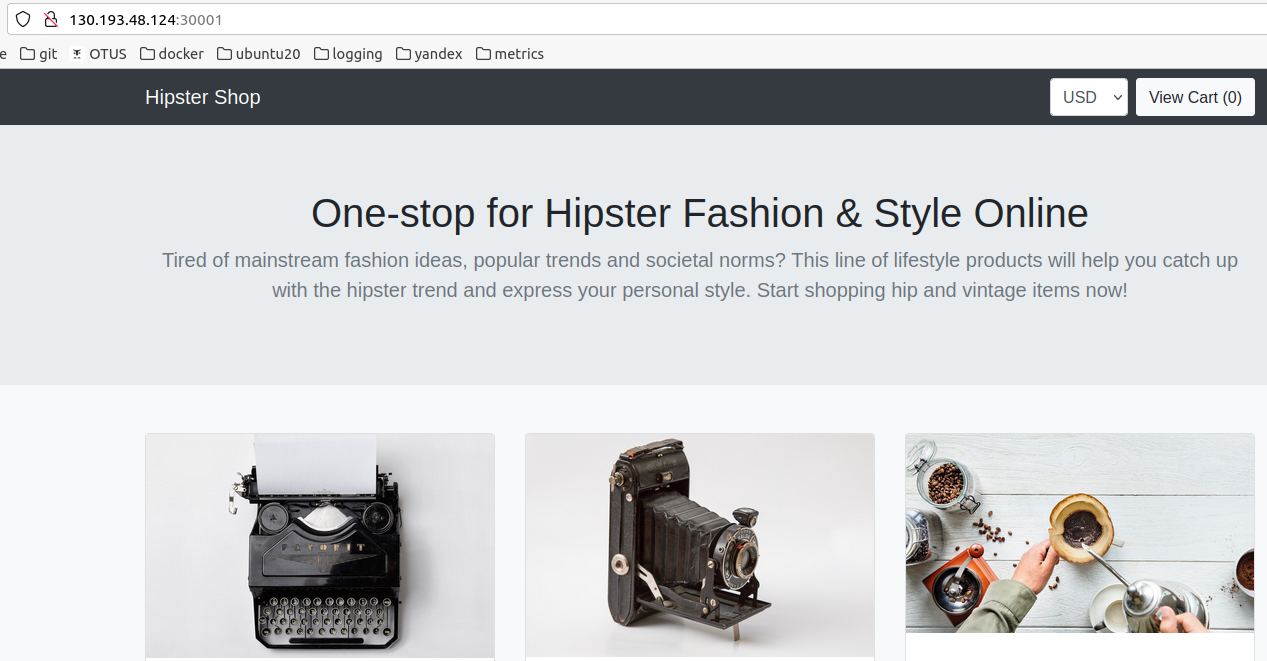 130.193.48.124:30001
e git OTUS docker ubuntu20 logging yandex metrics
Hipster Shop USD View Cart (0)
One-stop for Hipster Fashion & Style Online
Tired of mainstream fashion ideas, popular trends and societal norms? This line of lifestyle products will help you catch up
with the hipster trend and express your personal style. Start shopping hip and vintage items now!